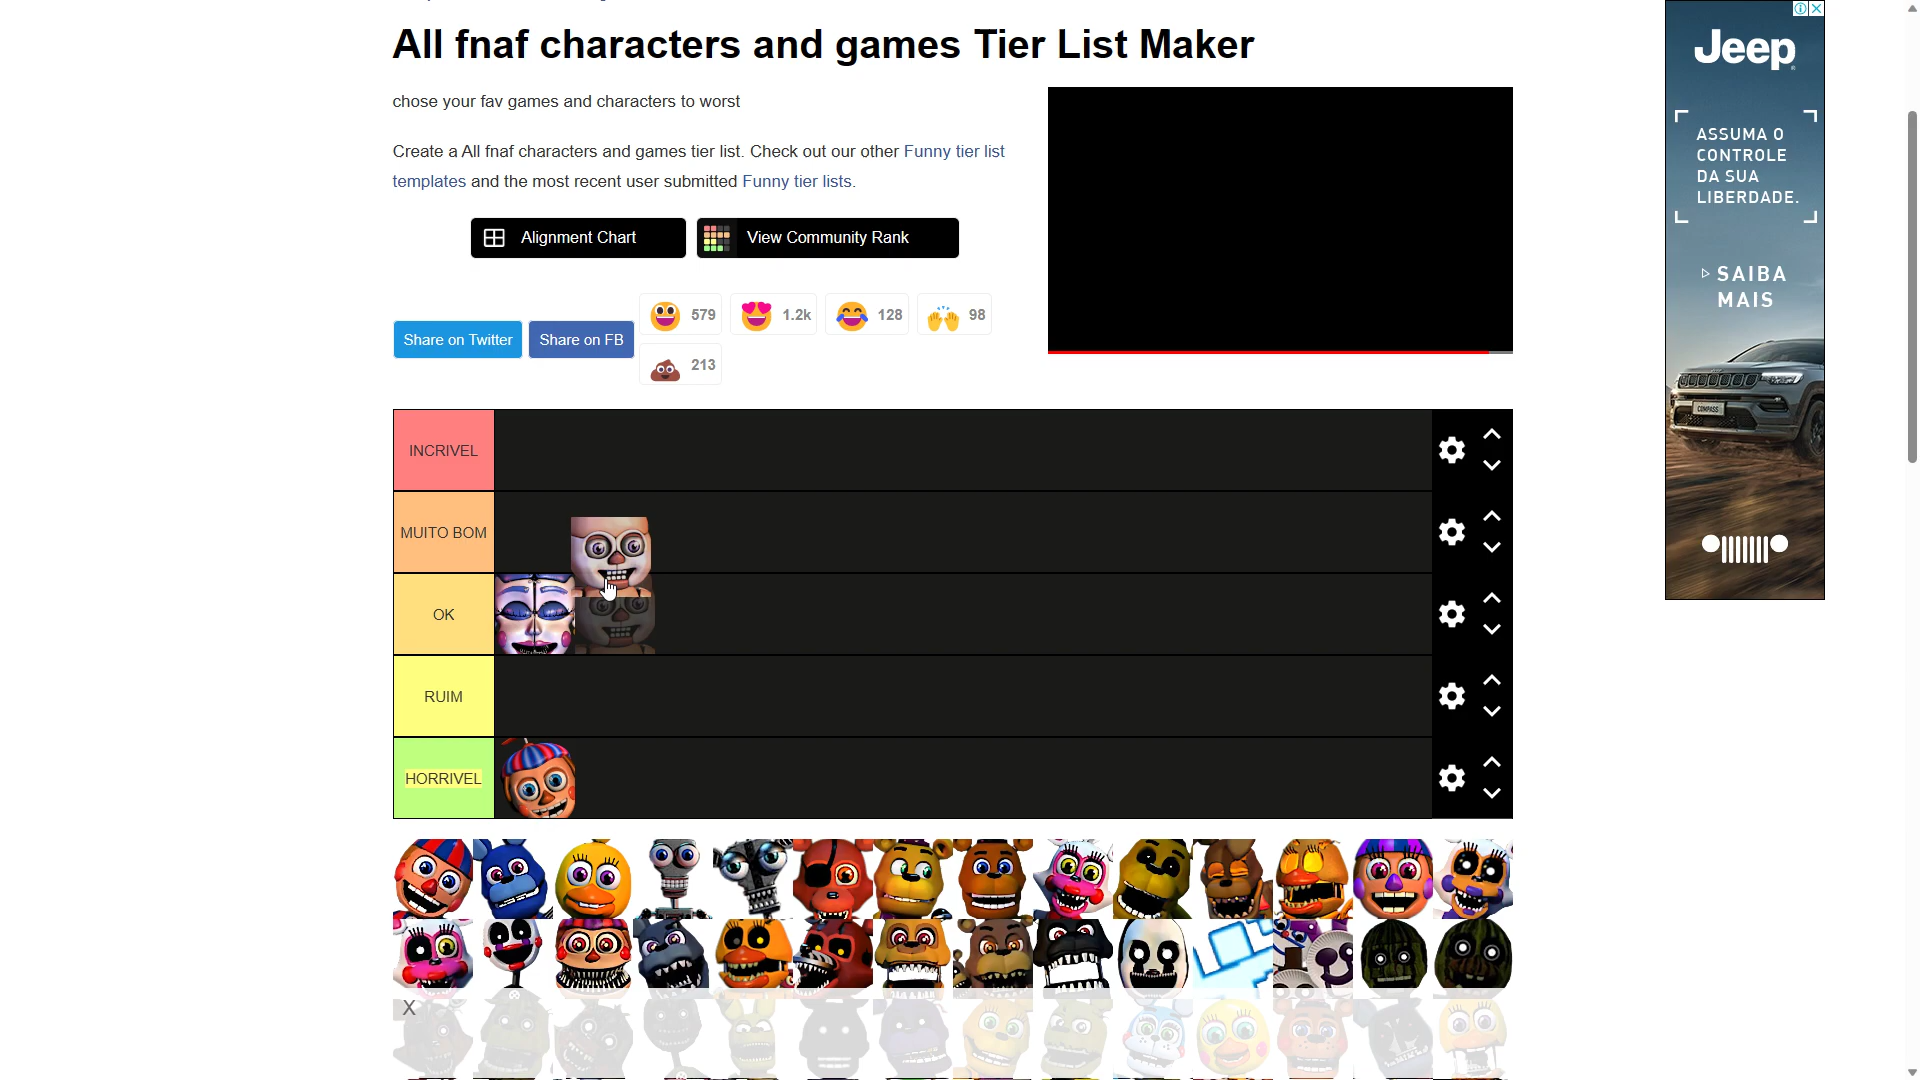 All fnaf characters and games Tier List Maker
chose your fav games and characters to worst
Create a All fnaf characters and games tier list. Check out our other Funny tier list
templates and the most recent user submitted Funny tier lists.
Alignment Chart
View Community Rank
Share on Twitter
Share on FB
579
1.2k
128
98
213
INCRIVEL
MUITO BOM
OK
RUIM
HORRIVEL
X
Jeep
ASSUMA O
CONTROLE
DA SUA
LIBERDADE.
SAIBA
MAIS
COMPASS